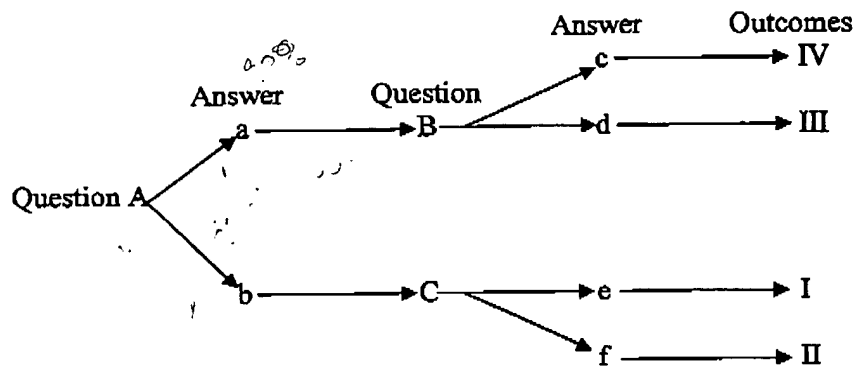 Answer Outcomes
c IV
Answer Question
a B d III
Question A
b C e I
f II